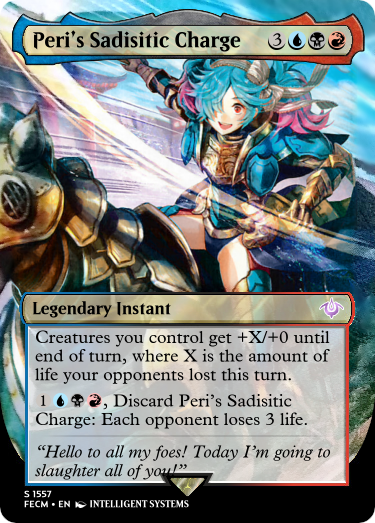 Peri's Sadisitic Charge 3
Legendary Instant
Creatures you control get +X/+0 until
end of turn, where X is the amount of
life your opponents lost this turn.
1 , Discard Peri's Sadisitic
Charge: Each opponent loses 3 life.
"Hello to all my foes! Today I'm going to
slaughter all of you!"
S 1557
FECM • EN INTELLIGENT SYSTEMS